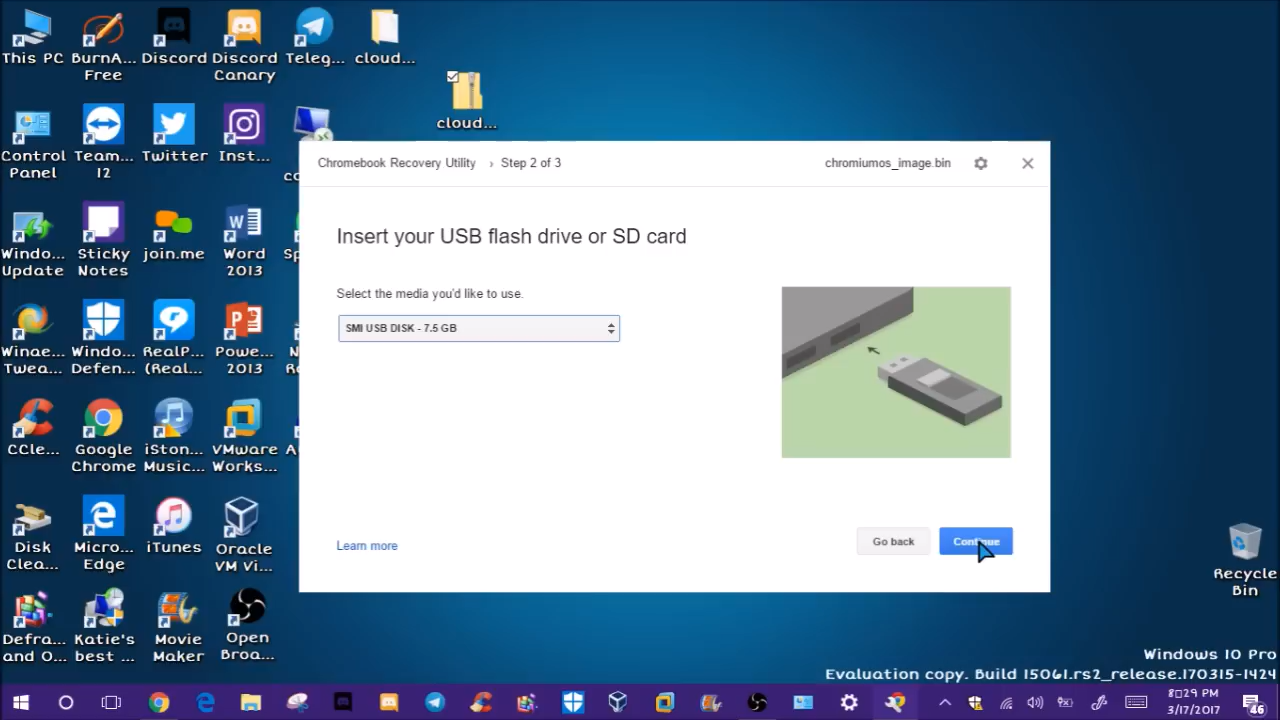 This PC
BurnA...
Free
Discord
Discord
Canary
Teleg...
cloud...
cloud...
Control
Panel
Team...
12
Twitter
Inst...
Windo...
Update
Sticky
Notes
join.me
Word
2013
Winae...
Tweа...
Windo...
Defen...
RealP...
(Real...
Powe...
2013
CCle...
Google
Chrome
iSton...
Music...
VMware
Works...
Disk
Clea...
Micro...
Edge
iTunes
Oracle
VM Vi...
Defra...
and O...
Katie's
best ...
Movie
Maker
Open
Broa...
Chromebook Recovery Utility › Step 2 of 3
chromiumos_image.bin
Insert your USB flash drive or SD card
Select the media you'd like to use.
SMI USB DISK - 7.5 GB
Learn more
Go back
Continue
Recycle
Bin
Windows 10 Pro
Evaluation copy. Build 15061.rs2_release.170315-1424
8:29 PM
3/17/2017
46